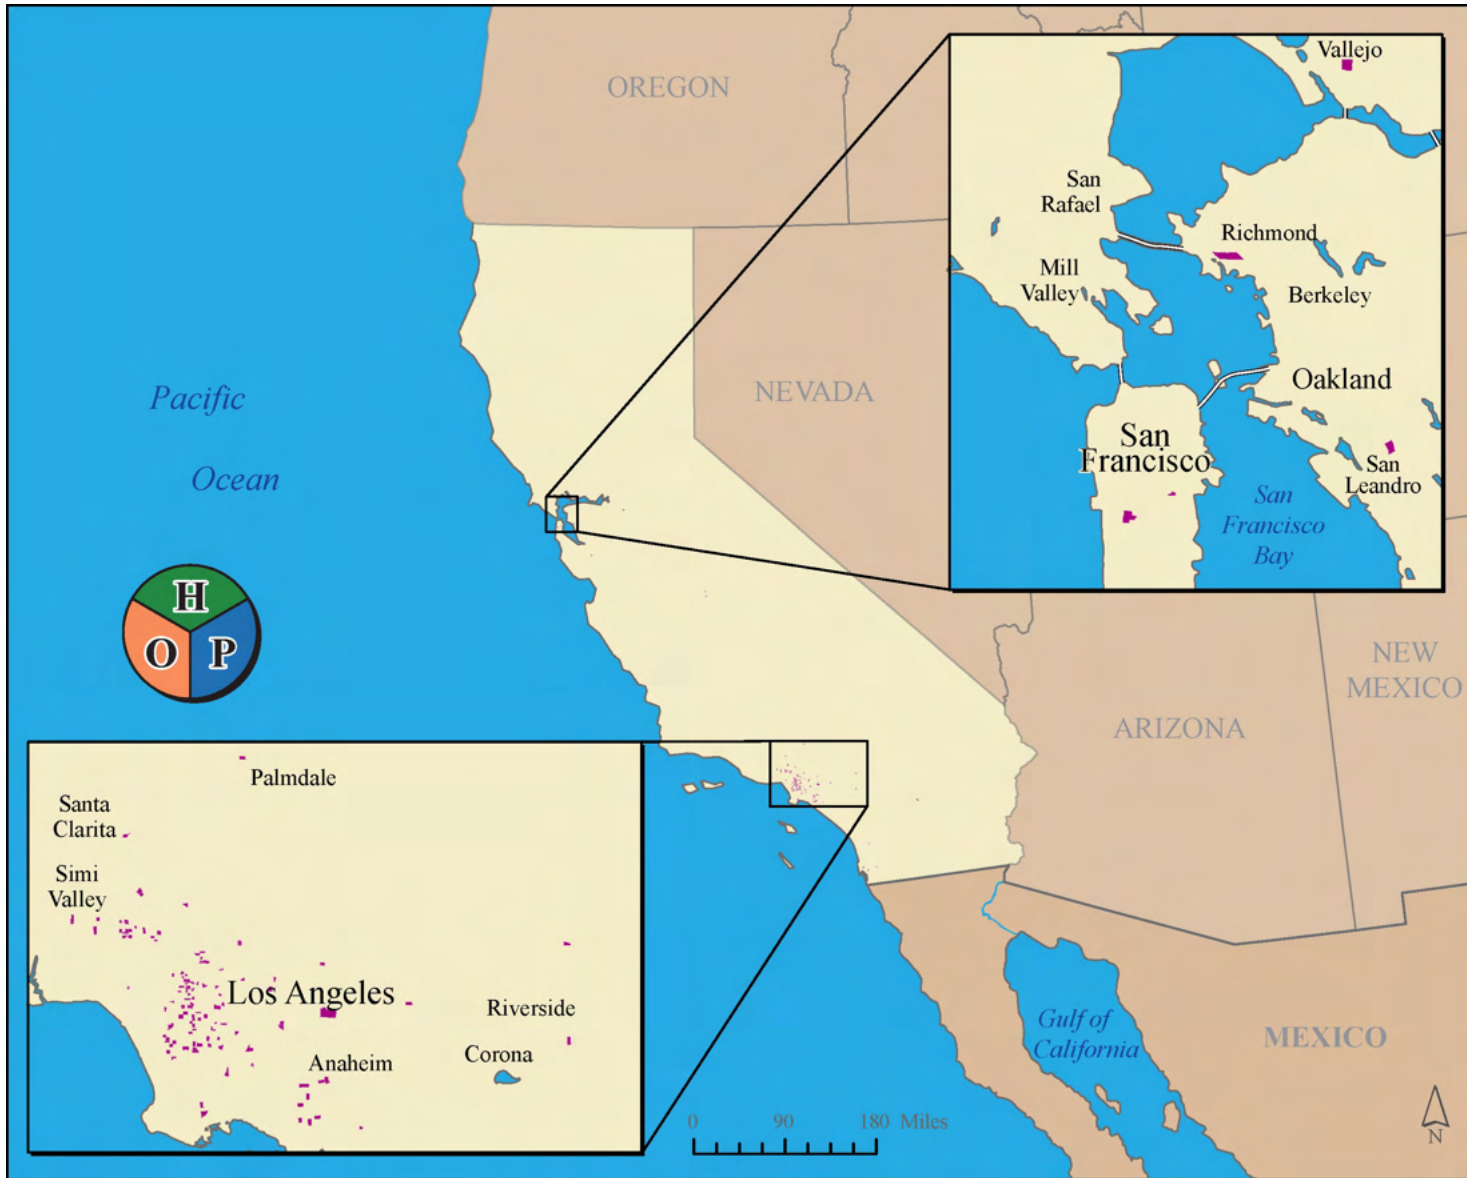 OREGON
NEVADA
Pacific
Ocean
H
O
P
ARIZONA
NEW
MEXICO
MEXICO
Gulf of
California
0
90
180 Miles
N
Vallejo
San
Rafael
Richmond
Mill
Valley
Berkeley
Oakland
San
Francisco
San
Leandro
San
Francisco
Bay
Palmdale
Santa
Clarita
Simi
Valley
Los Angeles
Riverside
Anaheim
Corona